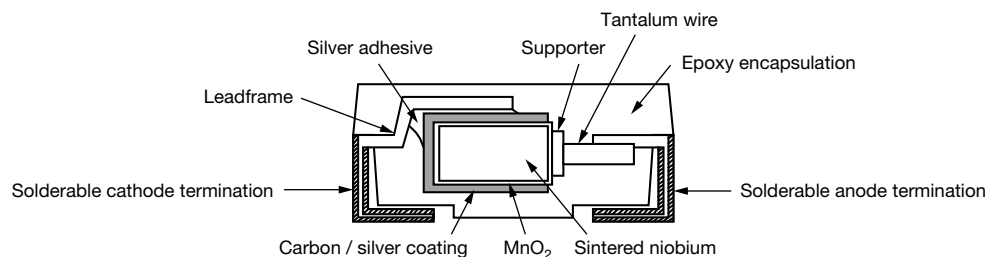 Tantalum wire
Silver adhesive
Supporter
Epoxy encapsulation
Leadframe
Solderable cathode termination
Solderable anode termination
Carbon / silver coating
MnO₂
Sintered niobium